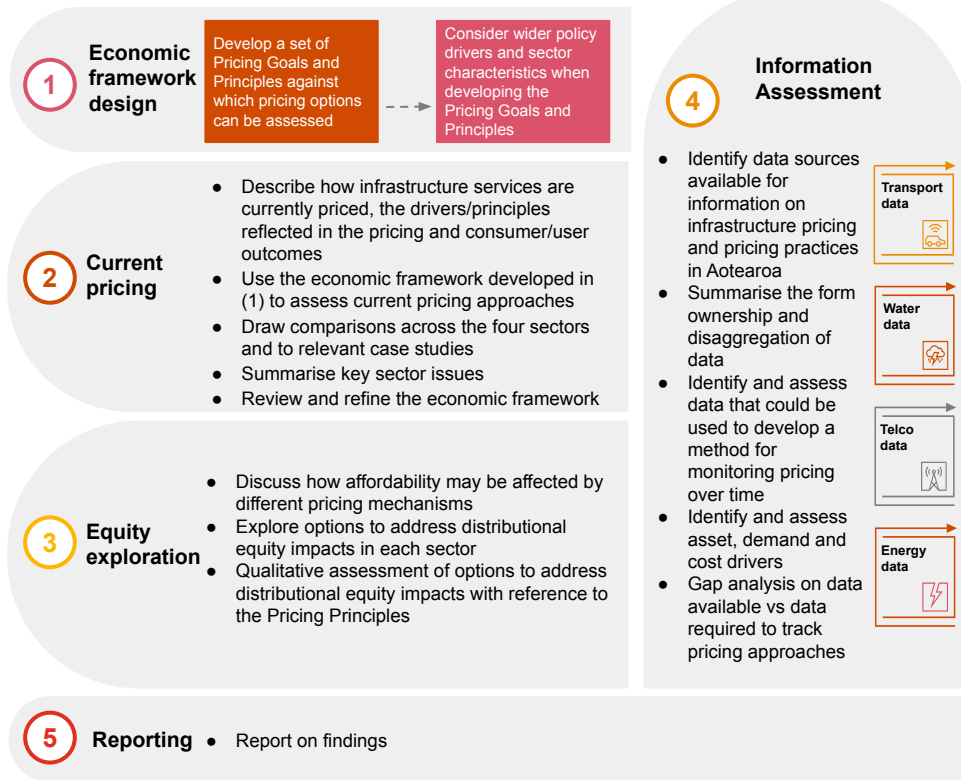 1
Economic
framework
design
Develop a set of
Pricing Goals and
Principles against
which pricing options
can be assessed
Consider wider policy
drivers and sector
characteristics when
developing the
Pricing Goals and
Principles
2
Current
pricing
● Describe how infrastructure services are
currently priced, the drivers/principles
reflected in the pricing and consumer/user
outcomes
● Use the economic framework developed in
(1) to assess current pricing approaches
● Draw comparisons across the four sectors
and to relevant case studies
● Summarise key sector issues
● Review and refine the economic framework
3
Equity
exploration
● Discuss how affordability may be affected by
different pricing mechanisms
● Explore options to address distributional
equity impacts in each sector
● Qualitative assessment of options to address
distributional equity impacts with reference to
the Pricing Principles
4
Information
Assessment
● Identify data sources
available for
information on
infrastructure pricing
and pricing practices
in Aotearoa
● Summarise the form
ownership and
disaggregation of
data
● Identify and assess
data that could be
used to develop a
method for
monitoring pricing
over time
● Identify and assess
asset, demand and
cost drivers
● Gap analysis on data
available vs data
required to track
pricing approaches
Transport
data
Water
data
Telco
data
Energy
data
5
Reporting
● Report on findings